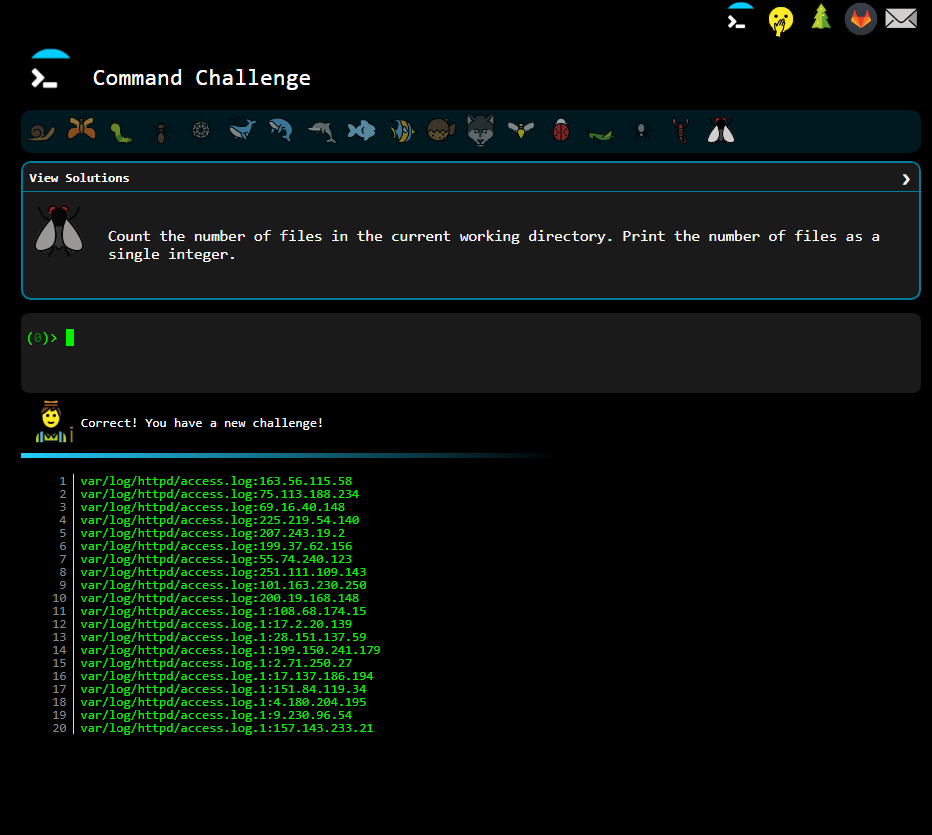 Command Challenge
View Solutions
Count the number of files in the current working directory. Print the number of files as a
single integer.
(0)>
Correct! You have a new challenge!
1 var/log/httpd/access.log:163.56.115.58
2 var/log/httpd/access.log:75.113.188.234
3 var/log/httpd/access.log:69.16.40.148
4 var/log/httpd/access.log:225.219.54.140
5 var/log/httpd/access.log:207.243.19.2
6 var/log/httpd/access.log:199.37.62.156
7 var/log/httpd/access.log:55.74.240.123
8 var/log/httpd/access.log:251.111.109.143
9 var/log/httpd/access.log:101.163.230.250
10 var/log/httpd/access.log:200.19.168.148
11 var/log/httpd/access.log.1:108.68.174.15
12 var/log/httpd/access.log.1:17.2.20.139
13 var/log/httpd/access.log.1:28.151.137.59
14 var/log/httpd/access.log.1:199.150.241.179
15 var/log/httpd/access.log.1:2.71.250.27
16 var/log/httpd/access.log.1:17.137.186.194
17 var/log/httpd/access.log.1:151.84.119.34
18 var/log/httpd/access.log.1:4.180.204.195
19 var/log/httpd/access.log.1:9.230.96.54
20 var/log/httpd/access.log.1:157.143.233.21